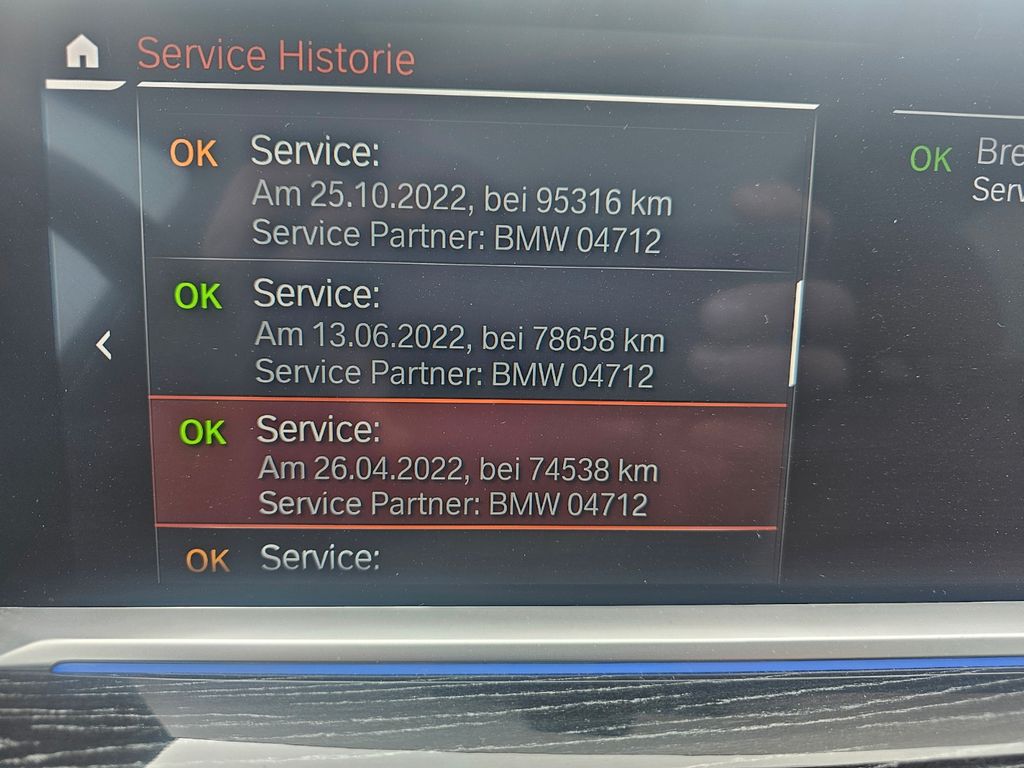 Service Historie
OK Service:
Am 25.10.2022, bei 95316 km
Service Partner: BMW 04712
OK Service:
Am 13.06.2022, bei 78658 km
Service Partner: BMW 04712
OK Service:
Am 26.04.2022, bei 74538 km
Service Partner: BMW 04712
OK Service:
OK Bre
Serv